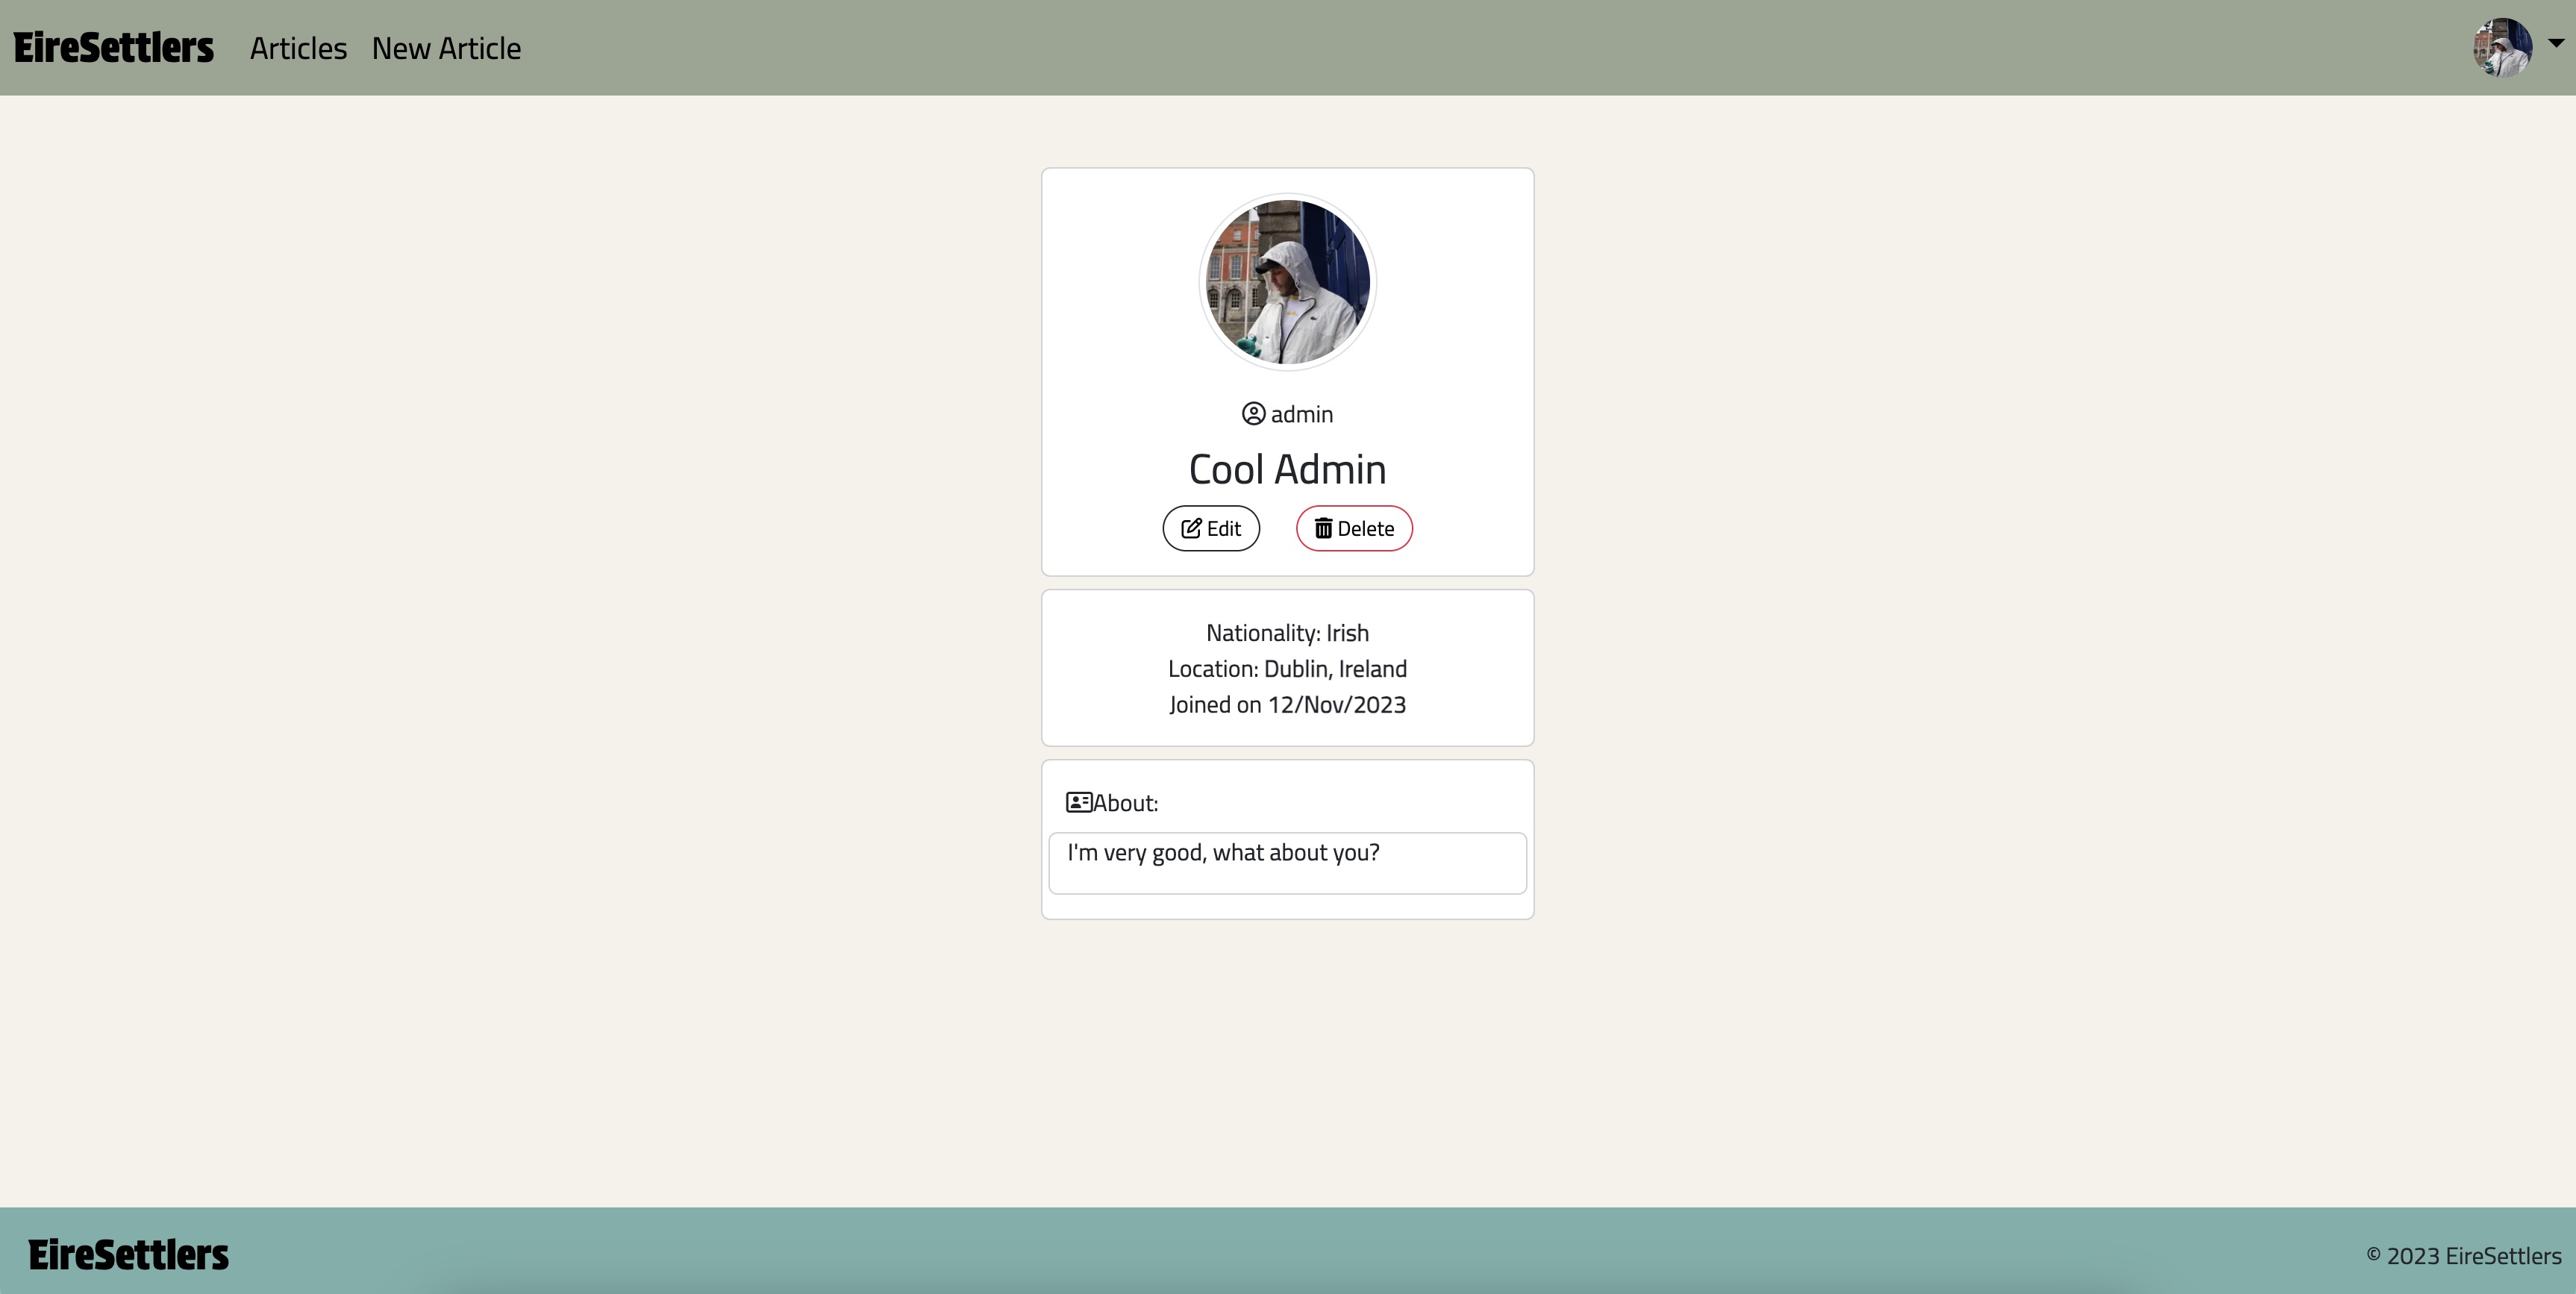 EireSettlers Articles New Article
admin
Cool Admin
Edit Delete
Nationality: Irish
Location: Dublin, Ireland
Joined on 12/Nov/2023
About:
I'm very good, what about you?
EireSettlers © 2023 EireSettlers